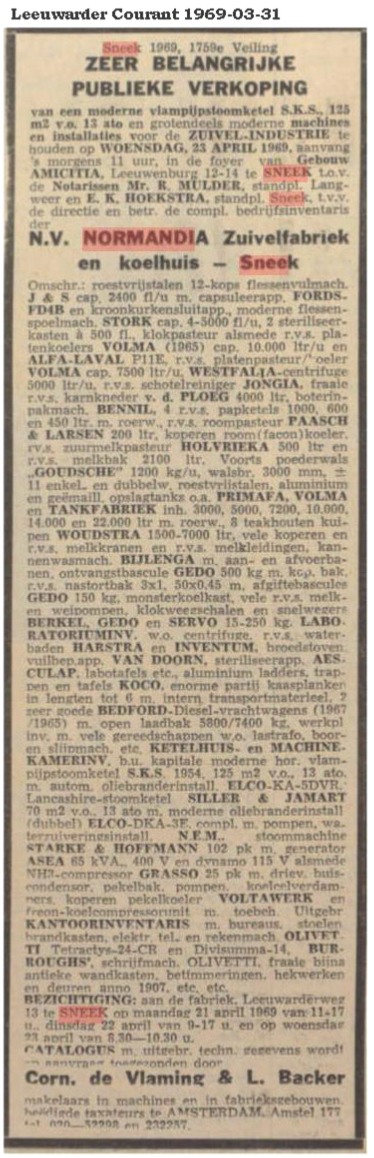 Leeuwarder Courant 1969-03-31
Sneek 1969, 1759e Veiling
ZEER BELANGRIJKE
PUBLIEKE VERKOPING
van een moderne vlampijpstoomketel S.K.S., 125
m2 v.o. 13 ato en grotendeels moderne machines
en installaties voor de ZUIVEL-INDUSTRIE te
houden op WOENSDAG, 23 APRIL 1969, aanvang
's morgens 11 uur, in de foyer van Gebouw
AMICITIA, Leeuwenburg 12-14 te SNEEK t.o.v.
de Notarissen Mr. R. MULDER, standpl. Lang-
weer en E. K. HOEKSTRA, standpl. Sneek, t.v.v.
de directie en betr. de compl. bedrijfsinventaris
der
N.V. NORMANDIA Zuivelfabriek
en koelhuis – Sneek
Omschr.: roestvrijstalen 12-kops flessenvulmach.
J & S cap. 2400 fl/u m. capsuleerapp. FORDS-
FD4B en kroonkurkensluitapp., moderne flessen-
spoelmach. STORK cap. 4-5000 fl/u, 2 steriliseer-
kasten à 500 fl., klokpasteur alsmede r.v.s. pla-
tenkoelers VOLMA (1965) cap. 10.000 ltr/u en
ALFA-LAVAL P11E, r.v.s. platenpasteur/koeler
VOLMA cap. 7500 ltr/u, WESTFALIA-centrifuge
5000 ltr/u, r.v.s. schotelreiniger JONGIA, fraaie
r.v.s. karnkneder v. d. PLOEG 4000 ltr, boterin-
pakmach. BENNIL, 4 r.v.s. papketels 1000, 600
en 450 ltr. m. roerw., r.v.s. roompasteur PAASCH
& LARSEN 200 ltr, koperen room(facon)koeler,
rv.s. zuurmelkpasteur HOLVRIEKA 500 ltr en
r.v.s. melkbak 2100 ltr. Voorts poederwals
„GOUDSCHE" 1200 kg/u, walsbr. 3000 mm, ±
11 enkel. en dubbelw. roestvrijstalen, aluminium
en geëmaill. opslagtanks o.a. PRIMAFA, VOLMA
en TANKFABRIEK inh. 3000, 5000, 7200, 10.000,
14.000 en 22.000 ltr m. roerw., 8 teakhouten kui-
pen WOUDSTRA 1500-7000 ltr, vele koperen en
r.v.s. melkkranen en r.v.s. melkleidingen, kan-
nenwasmach. BIJLENGA m. aan- en afvoerba-
nen, ontvangstbascule GEDO 500 kg m. kop. bak,
r.v.s. nastortbak 3x1, 50x0,45 m, afgiftebascules
GEDO 150 kg, monsterkoelkast, vele r.v.s. melk-
en weipompen, klokweegschalen en snelwegers
BERKEL, GEDO en SERVO 15-250 kg. LABO-
RATORIUMINV. w.o. centrifuge, r.v.s. water-
baden HARSTRA en INVENTUM, broedstoven,
vuilbep.app. VAN DOORN, steriliseerapp. AES-
CULAP, labotafels etc., aluminium ladders, trap-
pen en tafels KOCO, enorme partij kaasplanken
in lengten tot 6 m, intern transportmaterieel, 2
zeer goede BEDFORD-Diesel-vrachtwagens (1967
/1965) m. open laadbak 5800/7400 kg, werkpl
inv. m. vele gereedschappen w.o. lastrafo, boor-
en slijpmach. etc. KETELHUIS- en MACHINE-
KAMERINV. b.u. kapitale moderne hor. vlam-
pijpstoomketel S.K.S. 1954, 125 m2 v.o., 13 ato.
m. autom. oliebranderinstall. ELCO-KA-5DVR.
Lancashire-stoomketel SILLER & JAMART
70 m2 v.o., 13 ato m. moderne oliebranderinstall
(dubbel) ELCO-DKA-3E, compl. m. pompen, wa-
terzuiveringsinstall. N.E.M., stoommachine
STARKE & HOFFMANN 102 pk m. generator
ASEA 65 kVA., 400 V en dynamo 115 V alsmede
NH3-compressor GRASSO 25 pk m. driev. buis-
condensor, pekelbak, pompen, koelcelverdam-
pers, koperen pekelkoeler VOLTAWERK en
freon-koelcompressorunit m. toebeh. Uitgebr
KANTOORINVENTARIS m. bureaus, stoelen
brandkasten, elektr. tel.- en rekenmach. OLIVET-
TI Tetractys-24-CR en Divisumma-14, BUR-
ROUGHS', schrijfmach. OLIVETTI, fraaie bijna
antieke wandkasten, betimmeringen, hekwerken
en deuren anno 1907, etc. etc.
BEZICHTIGING: aan de fabriek, Leeuwarderweg
13 te SNEEK op maandag 21 april 1969 van 11-17
u., dinsdag 22 april van 9-17 u. en op woensdag
23 april van 8.30—10.30 u.
CATALOGUS m. uitgebr. techn. gegevens wordt
op aanvraag toegezonden door
Corn. de Vlaming & L. Backer
makelaars in machines en in fabrieksgebouwen.
beëdigde taxateurs te AMSTERDAM, Amstel 177
tel. 020—32298 en 232257.